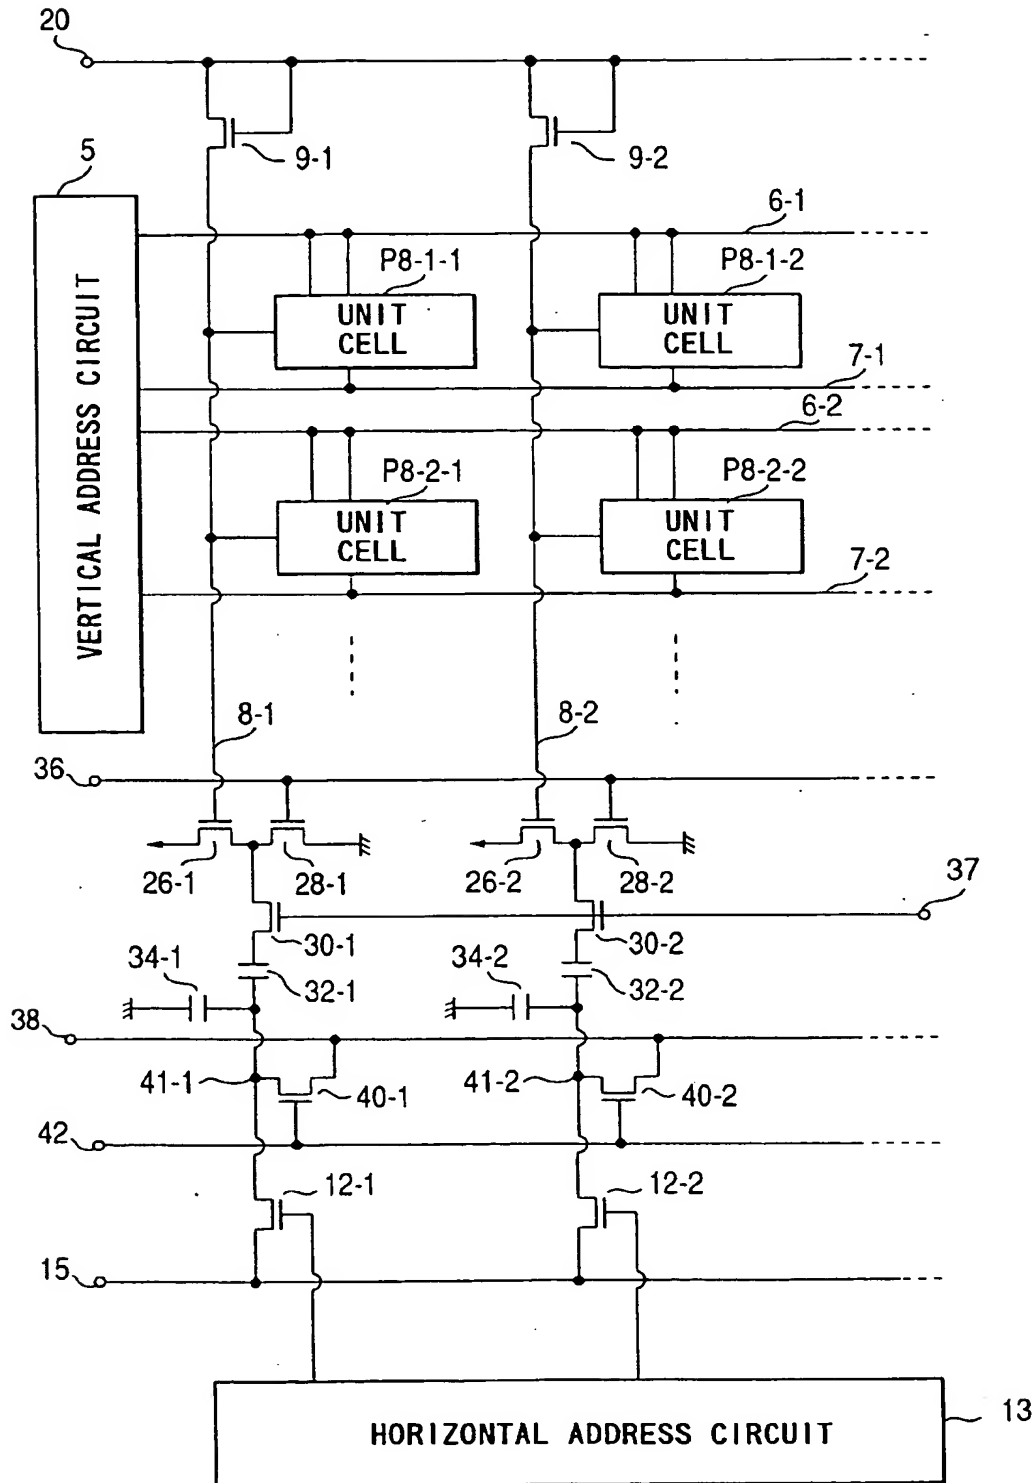 20
9-1
9-2
5
VERTICAL ADDRESS CIRCUIT
6-1
P8-1-1
P8-1-2
UNIT
CELL
UNIT
CELL
7-1
6-2
P8-2-1
P8-2-2
UNIT
CELL
UNIT
CELL
7-2
8-1
8-2
36
26-1
28-1
26-2
28-2
37
30-1
30-2
34-1
34-2
32-1
32-2
38
41-1
40-1
41-2
40-2
42
12-1
12-2
15
13
HORIZONTAL ADDRESS CIRCUIT